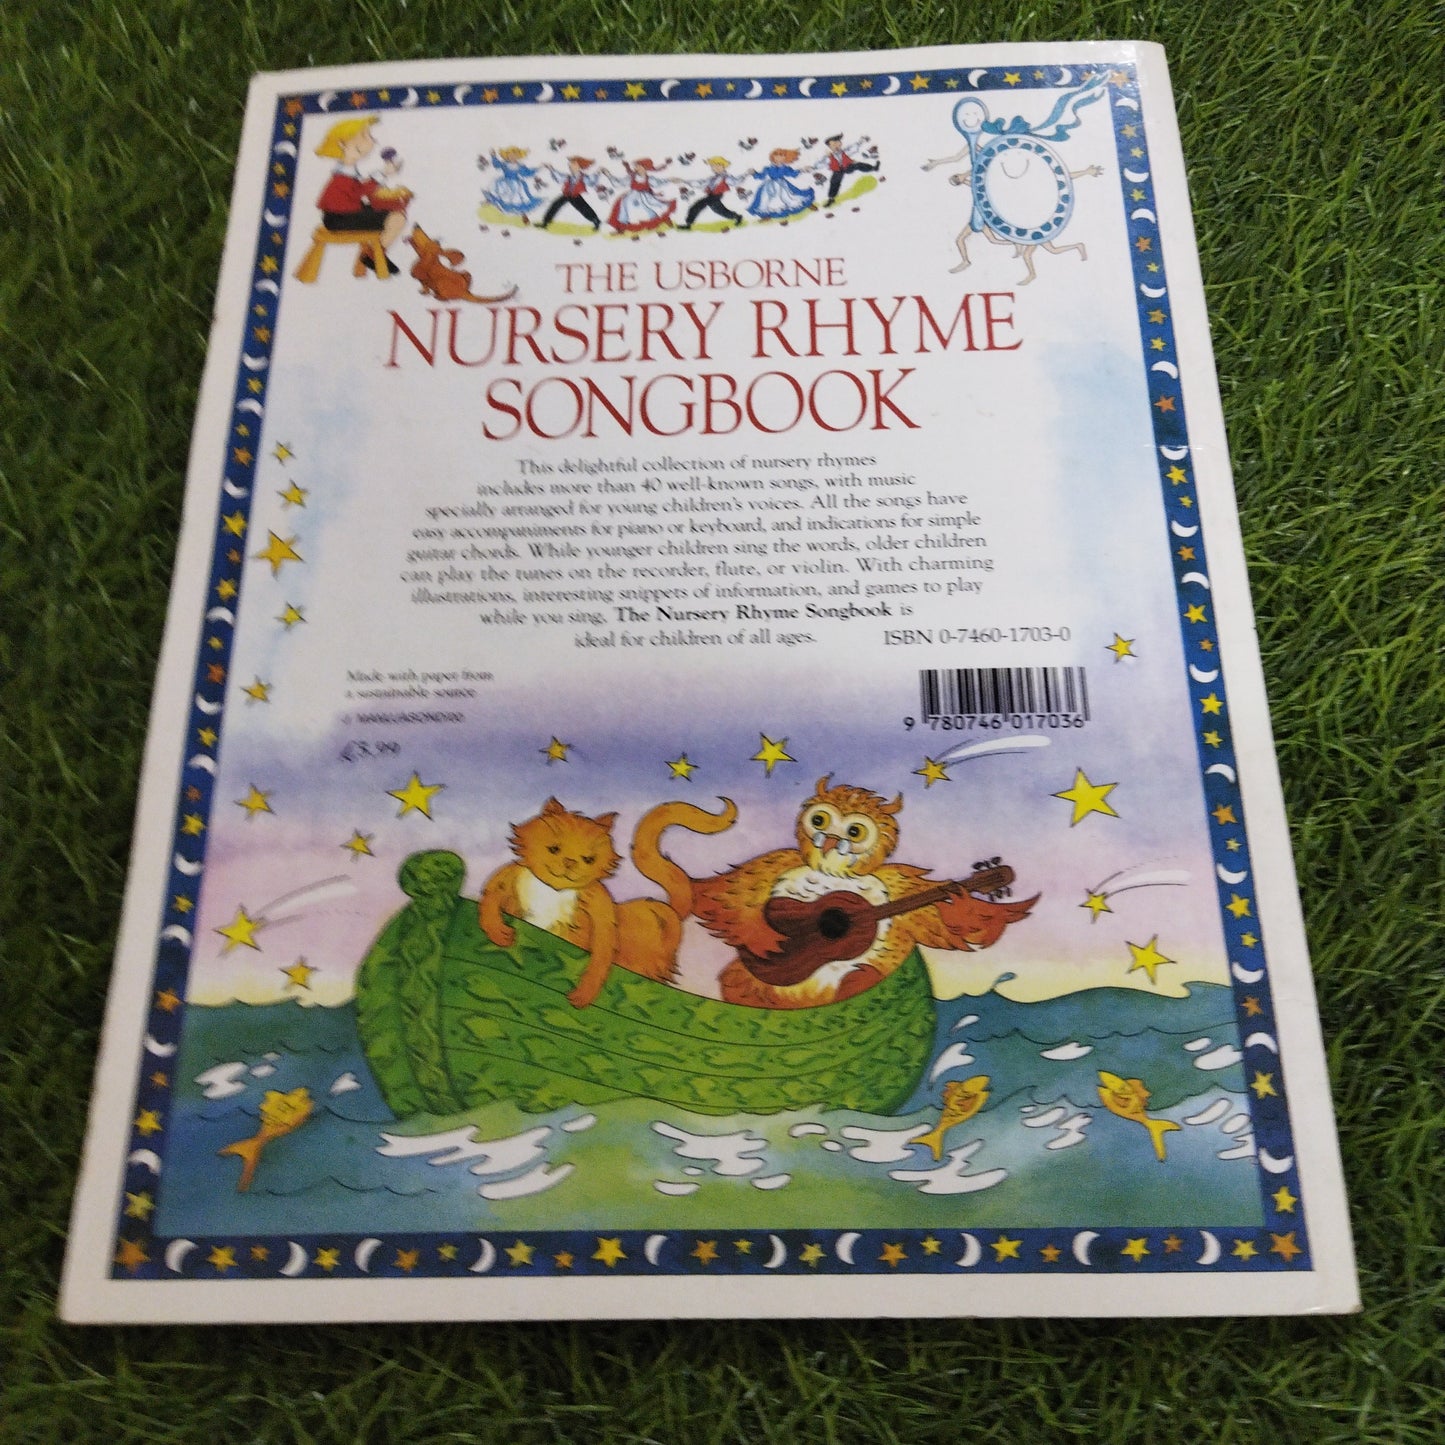 THE USBORNE
NURSERY RHYME
SONGBOOK
This delightful collection of nursery rhymes
includes more than 40 well-known songs, with music
specially arranged for young children's voices. All the songs have
easy accompaniments for piano or keyboard, and indications for simple
guitar chords. While younger children sing the words, older children
can play the tunes on the recorder, flute, or violin. With charming
illustrations, interesting snippets of information, and games to play
while you sing, The Nursery Rhyme Songbook is
ideal for children of all ages.
ISBN 0-7460-1703-0
Made with paper from
a sustainable source
£5.99
9 780746 017036